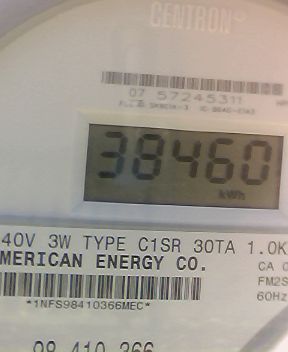 CENTRON®
07 57245311
38460
kWh
40V 3W TYPE C1SR 30TA 1.0K
MERICAN ENERGY CO.
CA 0
FM2S
*1NFS98410366MEC*
60Hz
98 410 366